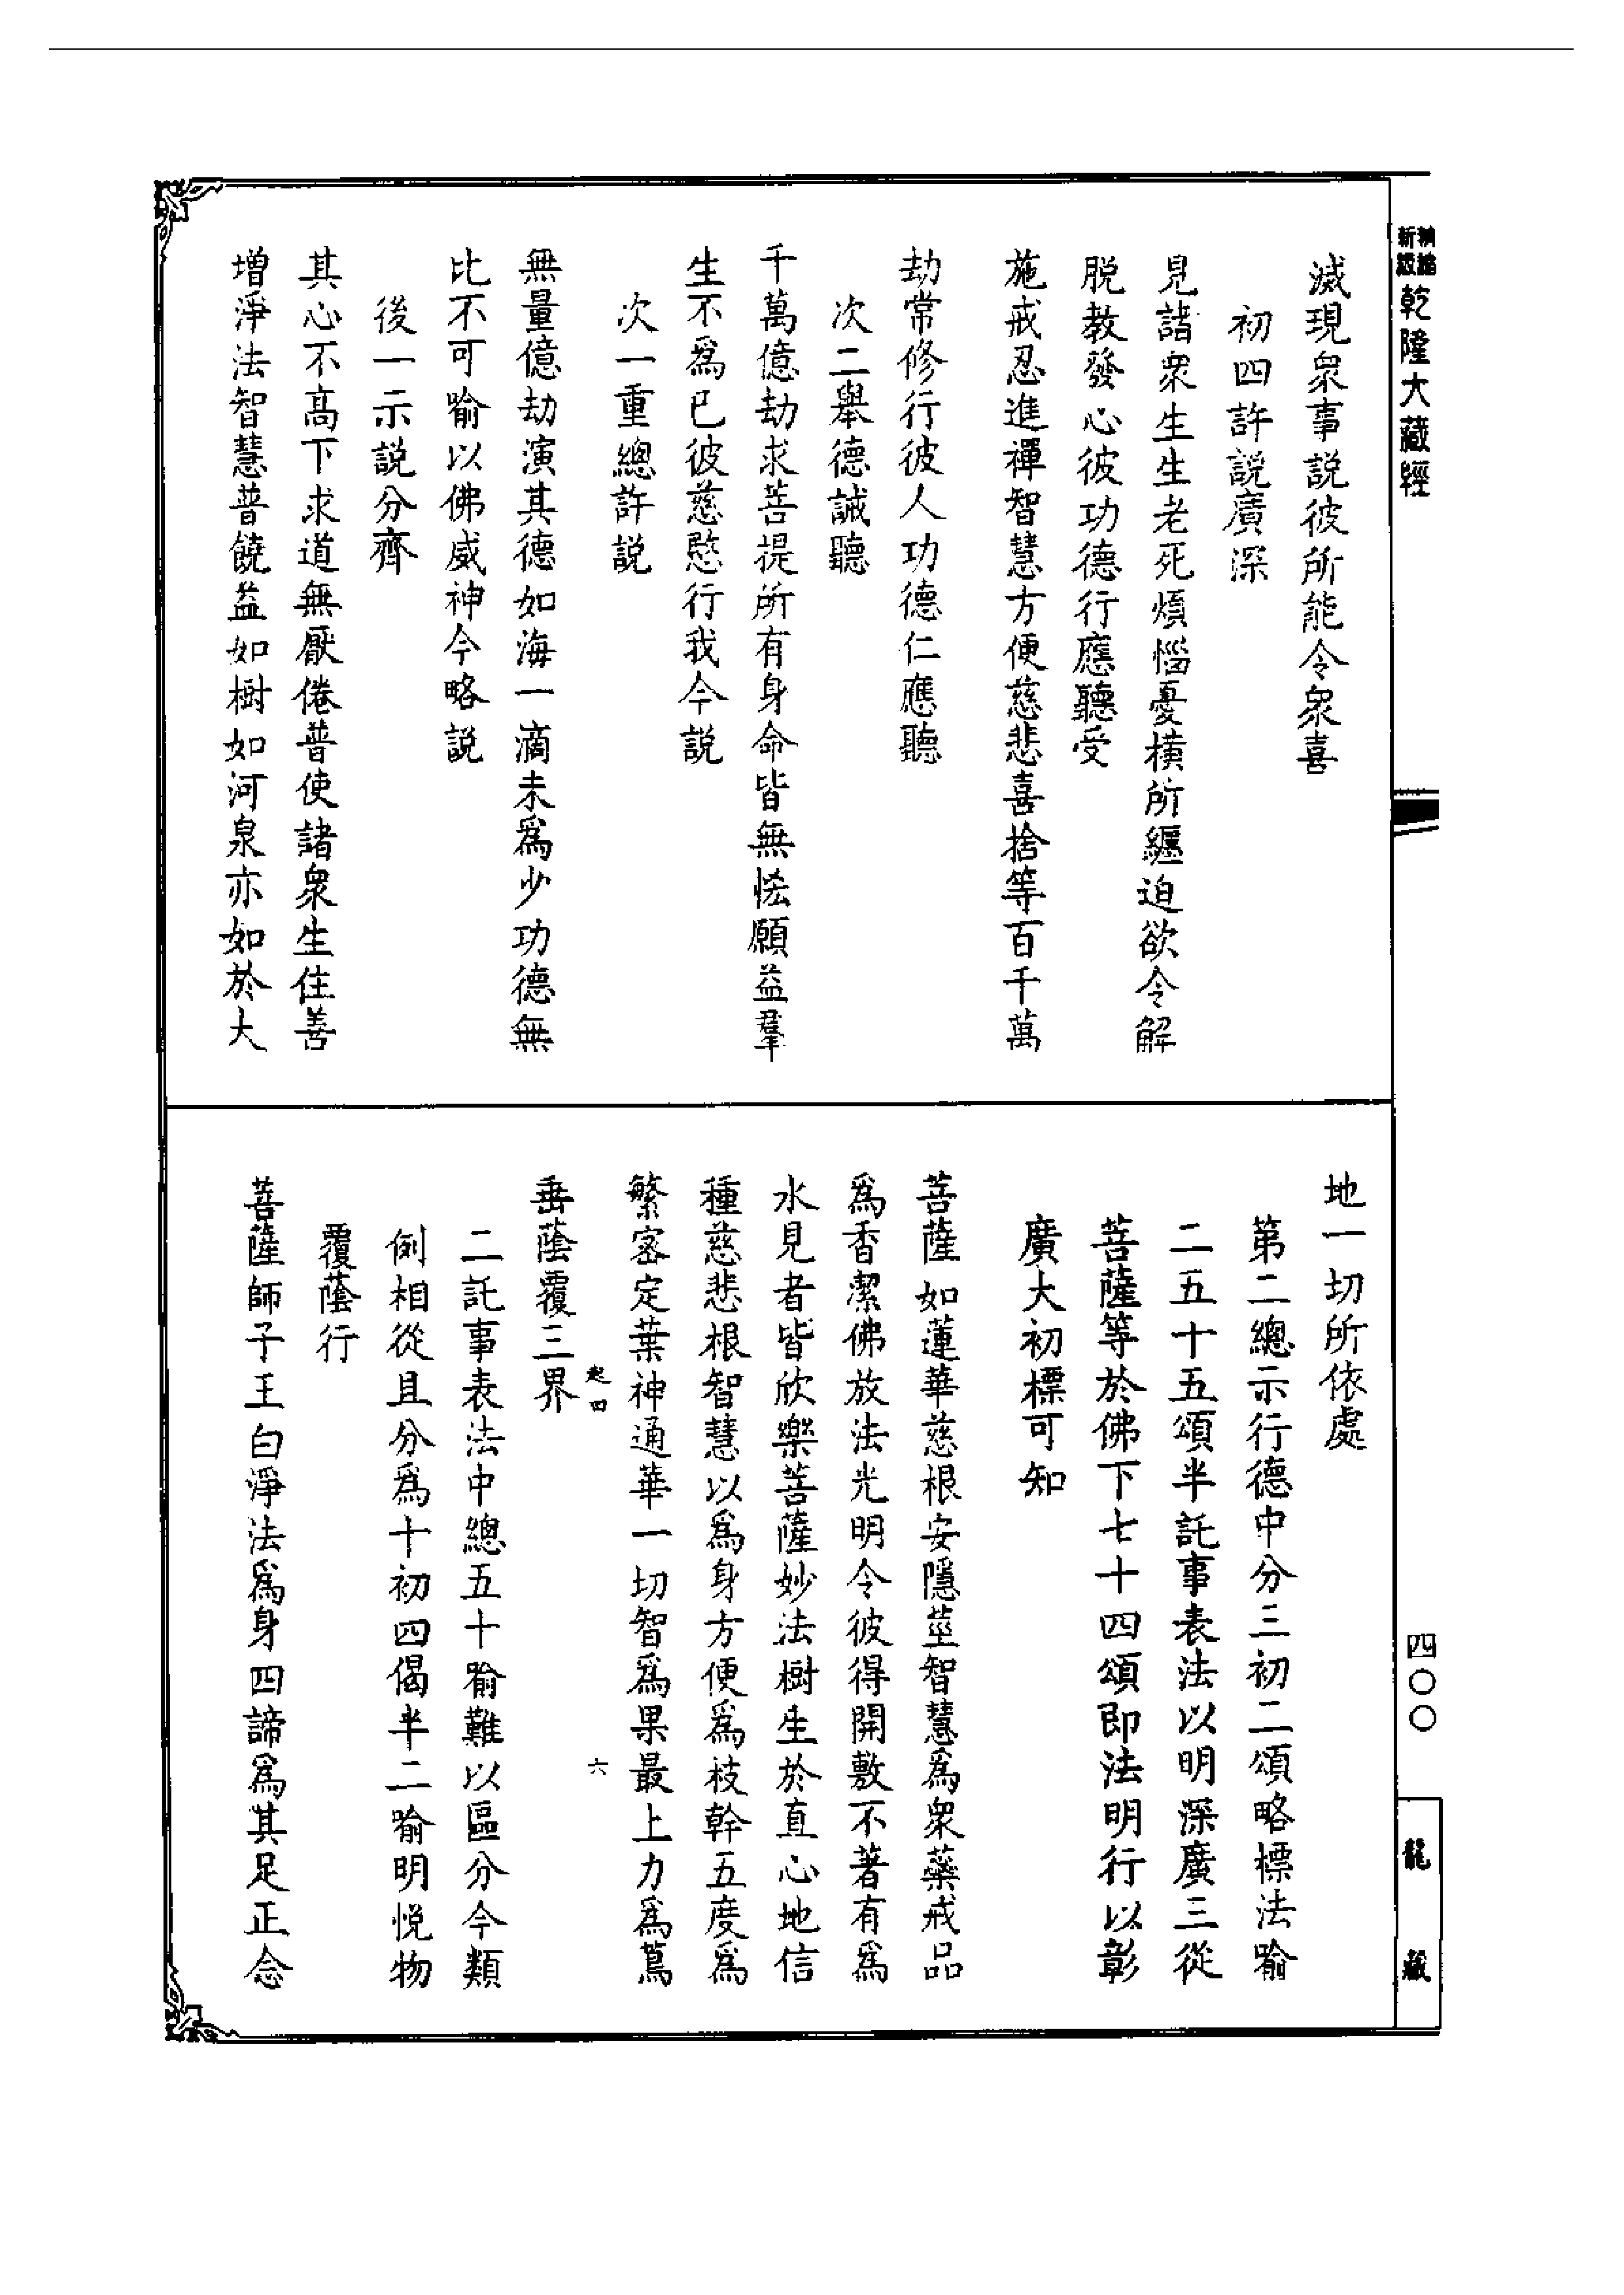 新編縮級
乾隆大藏經
滅現衆事説彼所能令衆喜
初四許説廣深
見諸衆生生老死煩惱憂橫所纒迫欲令解
脱教發心彼功德行應聽受
施戒忍進禪智慧方便慈悲喜捨等百千萬
劫常修行彼人功德仁應聽
次二舉德誡聽
千萬億劫求菩提所有身命皆無悋願益羣
生不爲已彼慈愍行我今説
次一重總許説
無量億劫演其德如海一滴未爲少功德無
比不可喻以佛威神今略説
後一示説分齊
其心不高下求道無厭倦普使諸衆生住善
增淨法智慧普饒益如樹如河泉亦如於大
地一切所依處
第二總示行德中分三初二頌略標法喻
二五十五頌半託事表法以明深廣三從
菩薩等於佛下七十四頌即法明行以彰
廣大初標可知
菩薩如蓮華慈根安隱莖智慧爲衆蘂戒品
爲香潔佛放法光明令彼得開敷不著有爲
水見者皆欣樂菩薩妙法樹生於直心地信
種慈悲根智慧以爲身方便爲枝幹五度爲
繁密定葉神通華一切智爲果最上力爲蔦
起四
六
垂蔭覆三界
二託事表法中總五十喻難以區分今類
例相從且分爲十初四偈半二喻明悦物
覆蔭行
菩薩師子王白淨法爲身四諦爲其足正念
四〇〇
龍藏